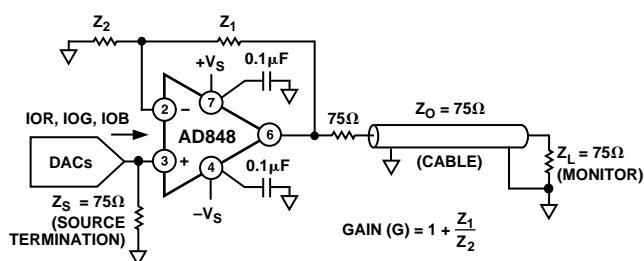 Z2
Z1
+VS
0.1µF
2
−
7
IOR, IOG, IOB
AD848
6
75Ω
ZO = 75Ω
DACs
3
+
4
0.1µF
(CABLE)
ZL = 75Ω
(MONITOR)
ZS = 75Ω
(SOURCE
TERMINATION)
−VS
GAIN (G) = 1 + Z1/Z2